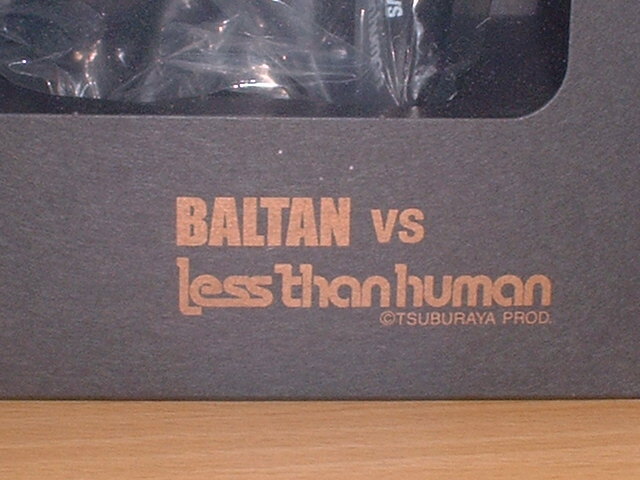 BALTAN vs
less than human
©TSUBURAYA PROD.